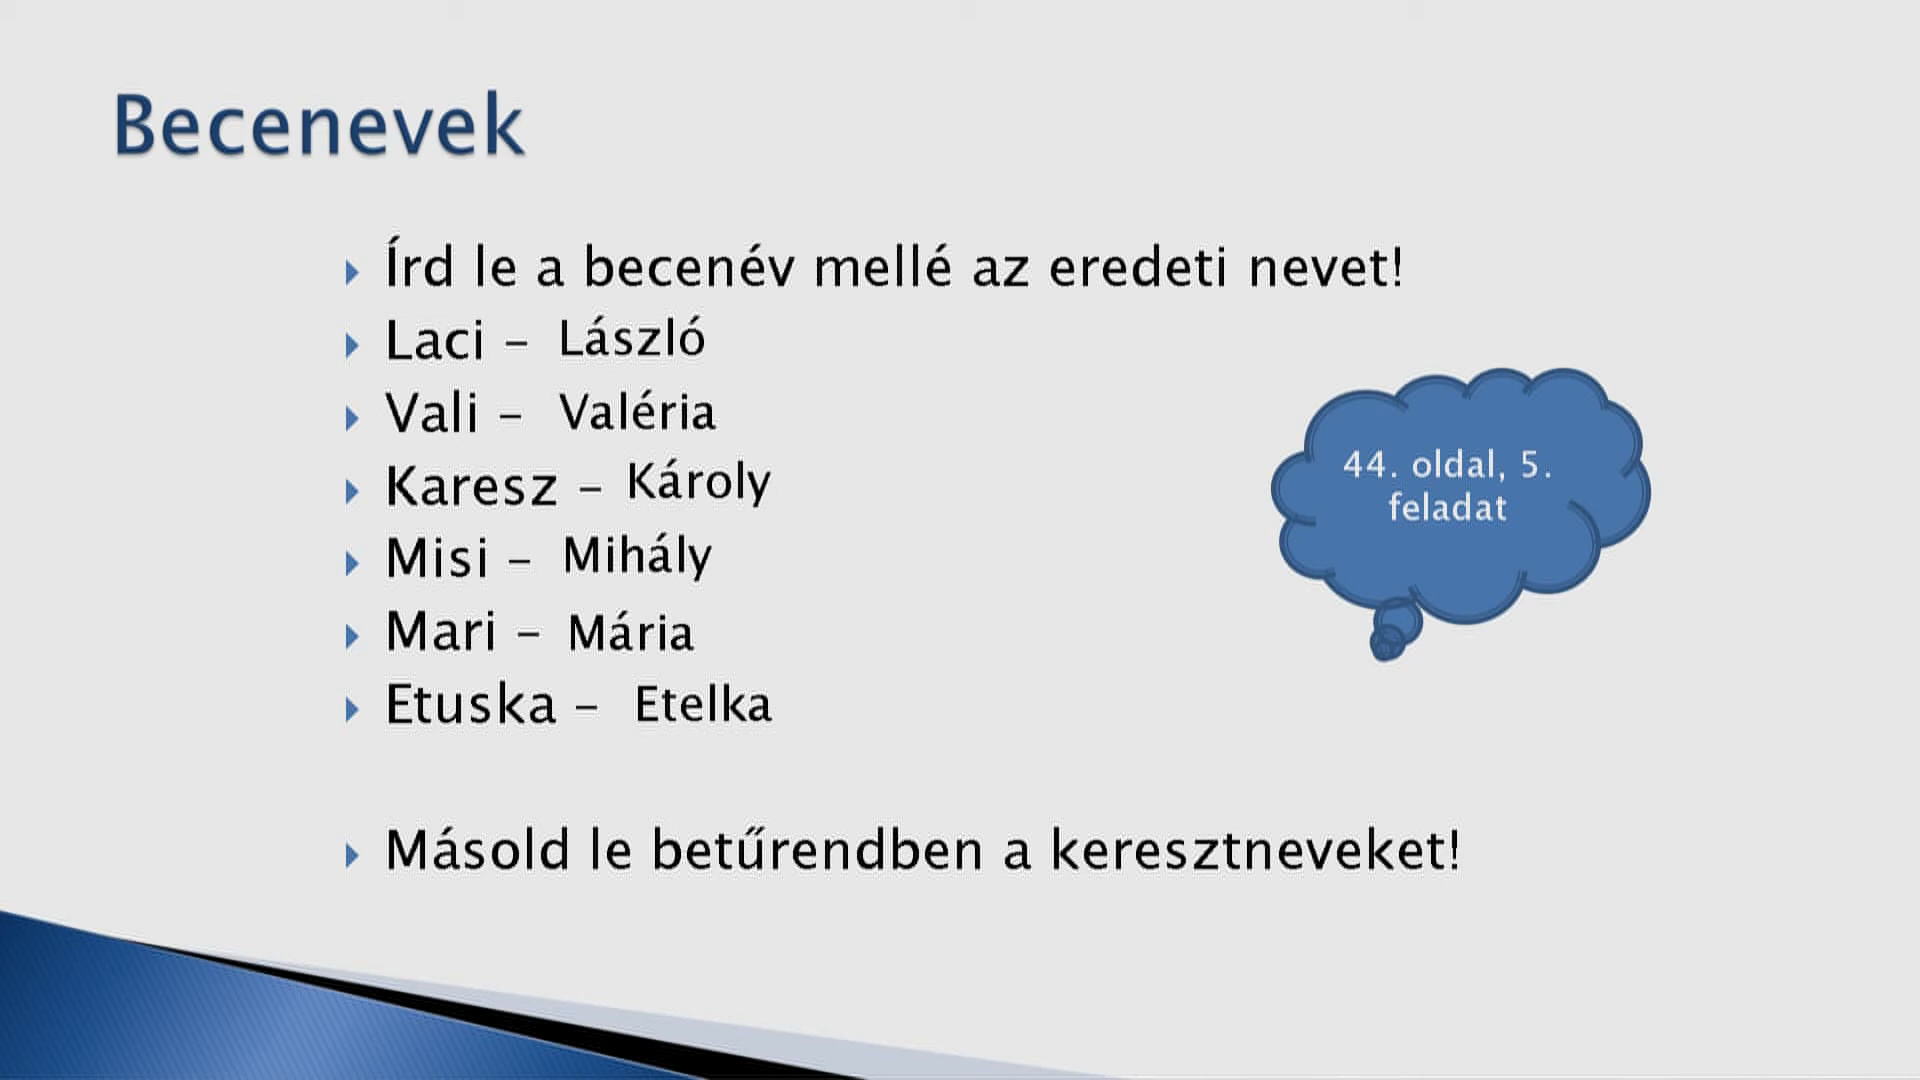 Becenevek
Írd le a becenév mellé az eredeti nevet!
Laci – László
Vali – Valéria
Karesz – Károly
Misi – Mihály
Mari – Mária
Etuska – Etelka
44. oldal, 5.
feladat
Másold le betűrendben a keresztneveket!